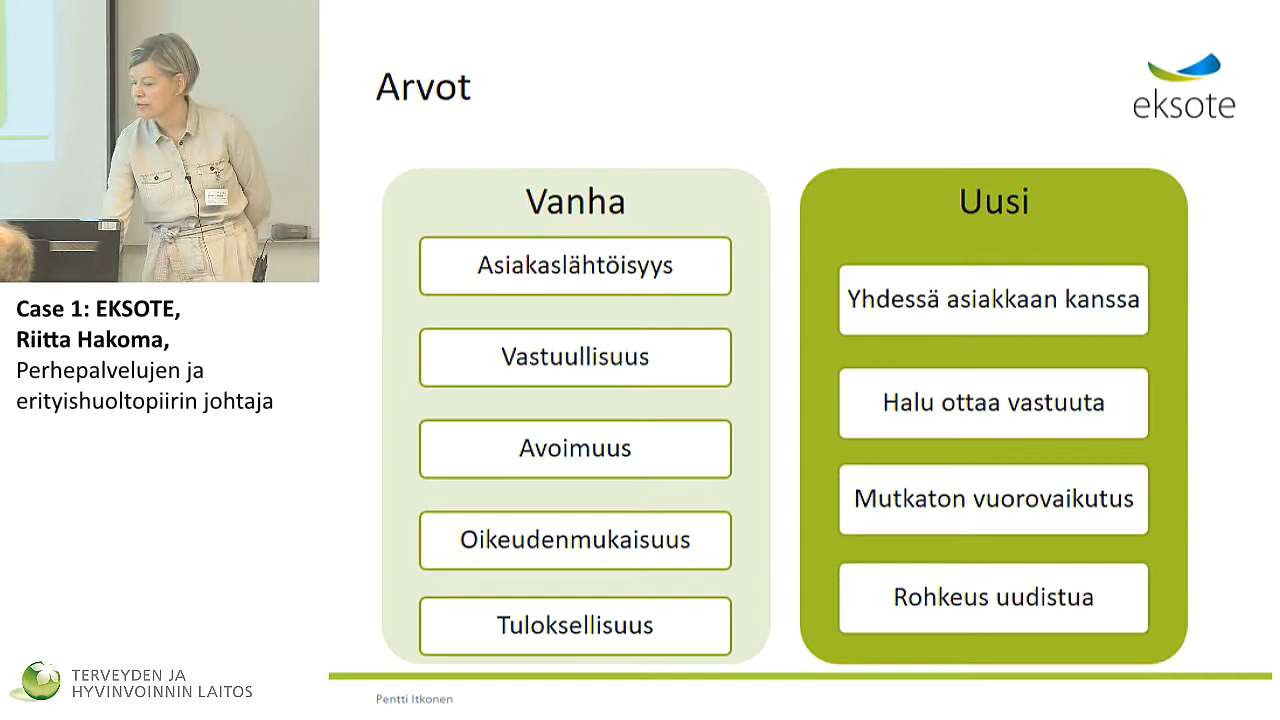 Arvot
eksote
Vanha
Asiakaslähtöisyys
Vastuullisuus
Avoimuus
Oikeudenmukaisuus
Tuloksellisuus
Uusi
Yhdessä asiakkaan kanssa
Halu ottaa vastuuta
Mutkaton vuorovaikutus
Rohkeus uudistua
Case 1: EKSOTE,
Riitta Hakoma,
Perhepalvelujen ja
erityishuoltopiirin johtaja
TERVEYDEN JA
HYVINVOINNIN LAITOS
Pentti Itkonen